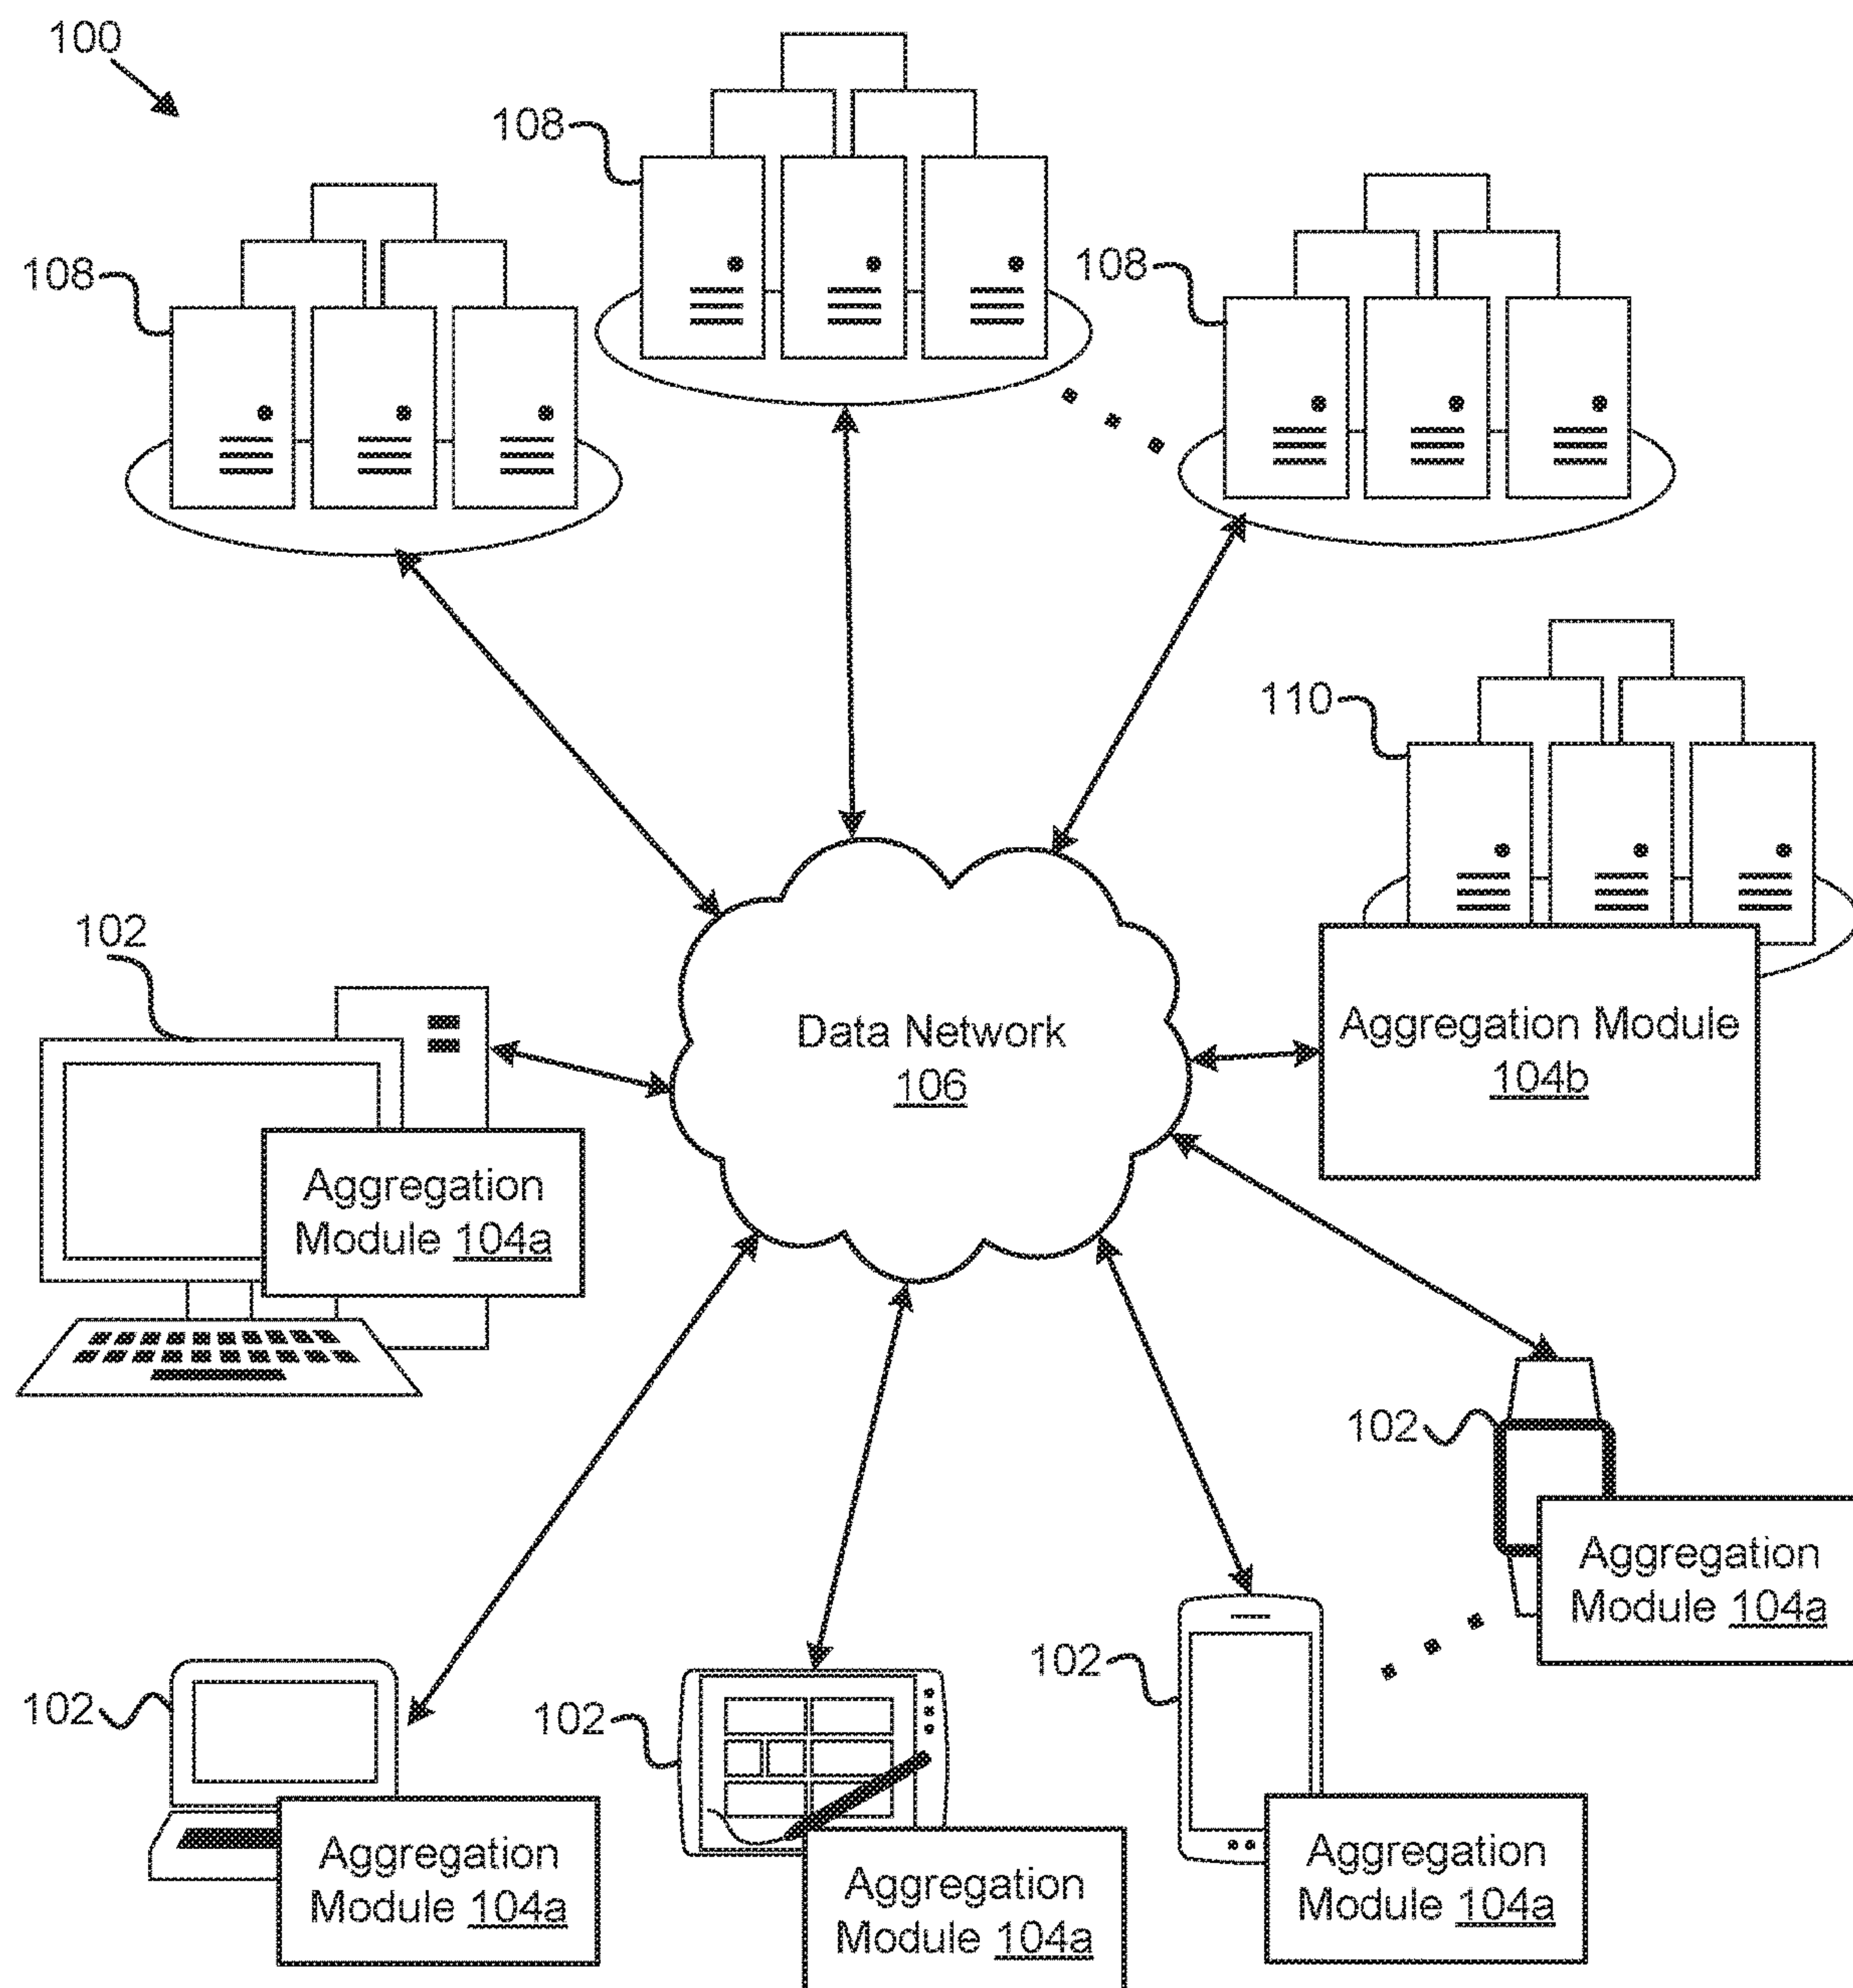 100
108
108
108
110
102
Data Network
106
Aggregation Module
104b
Aggregation
Module 104a
102
Aggregation
Module 104a
102
102
102
Aggregation
Module 104a
Aggregation
Module 104a
Aggregation
Module 104a